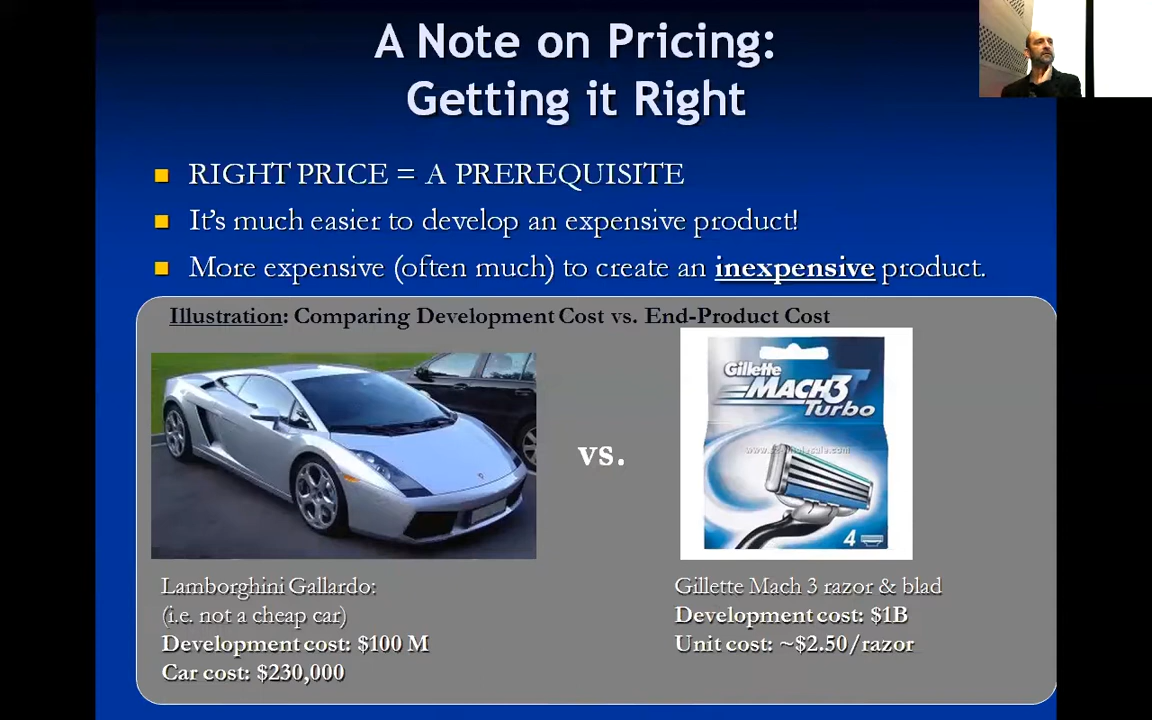 A Note on Pricing:
Getting it Right
RIGHT PRICE = A PREREQUISITE
It's much easier to develop an expensive product!
More expensive (often much) to create an inexpensive product.
Illustration: Comparing Development Cost vs. End-Product Cost
Gillette
MACH3
Turbo
4
vs.
Lamborghini Gallardo:
(i.e. not a cheap car)
Development cost: $100 M
Car cost: $230,000
Gillette Mach 3 razor & blad
Development cost: $1B
Unit cost: ~$2.50/razor